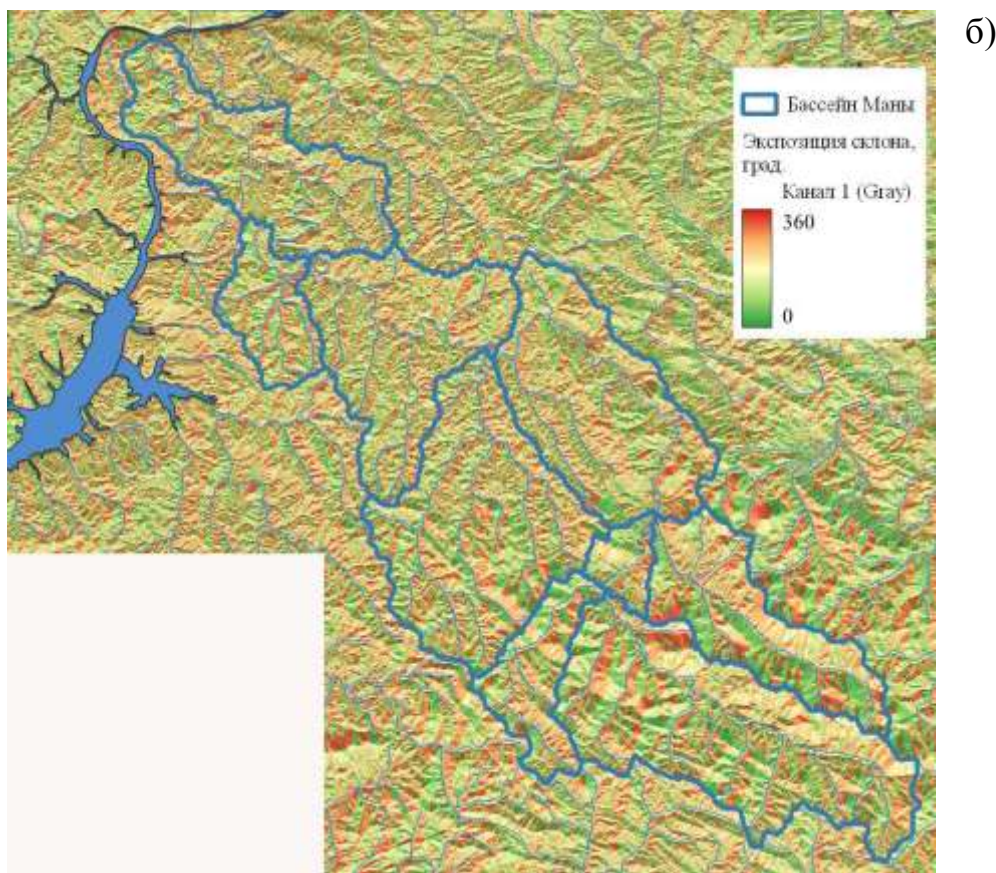 б)
Бассейн Маны
Экспозиция склона,
град.
Канал 1 (Gray)
360
0